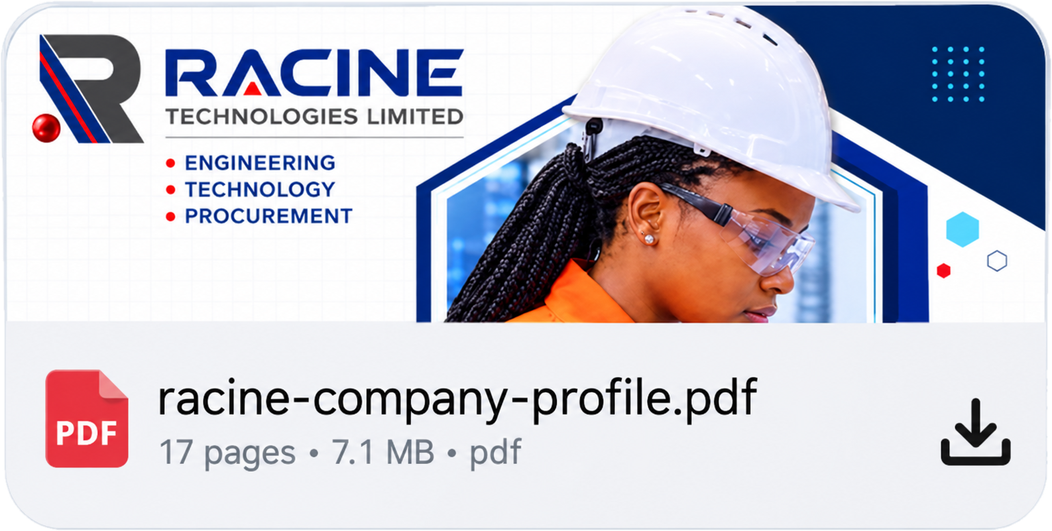 RACINE
TECHNOLOGIES LIMITED
ENGINEERING
TECHNOLOGY
PROCUREMENT
PDF
racine-company-profile.pdf
17 pages • 7.1 MB • pdf